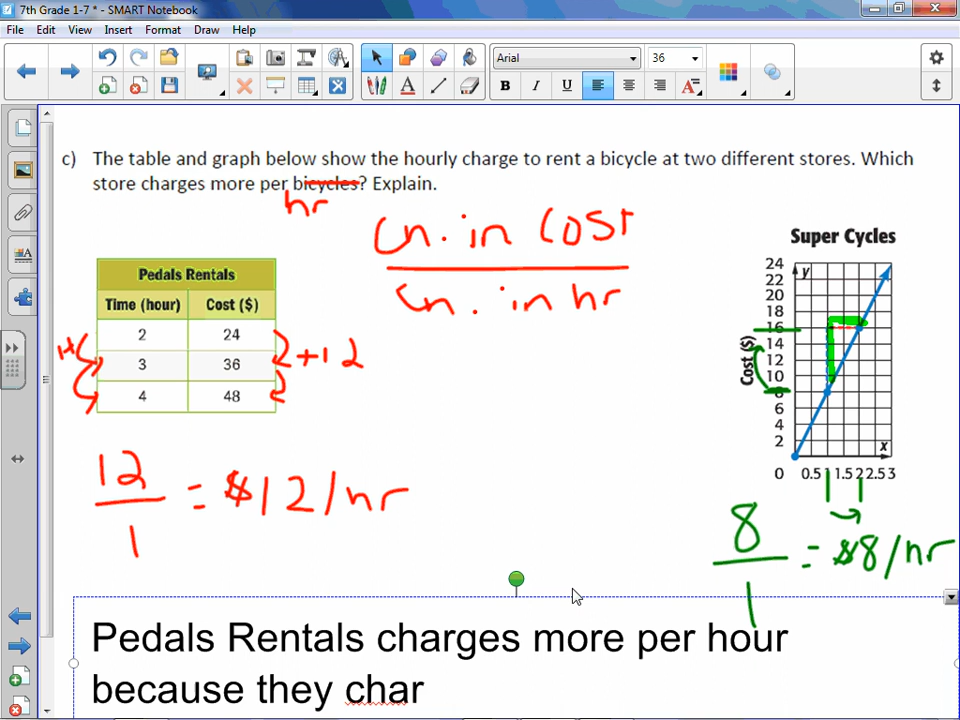 7th Grade 1-7 * - SMART Notebook
File Edit View Insert Format Draw Help
Arial 36
B I U A
c) The table and graph below show the hourly charge to rent a bicycle at two different stores. Which
store charges more per bicycles? Explain.
hr
Ch. in Cost
Ch. in hr
Pedals Rentals
Time (hour) Cost ($)
2 24
3 36
4 48
+12
12
1
= $12/hr
Super Cycles
y
24
22
20
18
16
14
12
10
8
6
4
2
0 0.5 1 1.5 2 2.5 3
x
Cost ($)
8
1
= $8/hr
Pedals Rentals charges more per hour
because they char